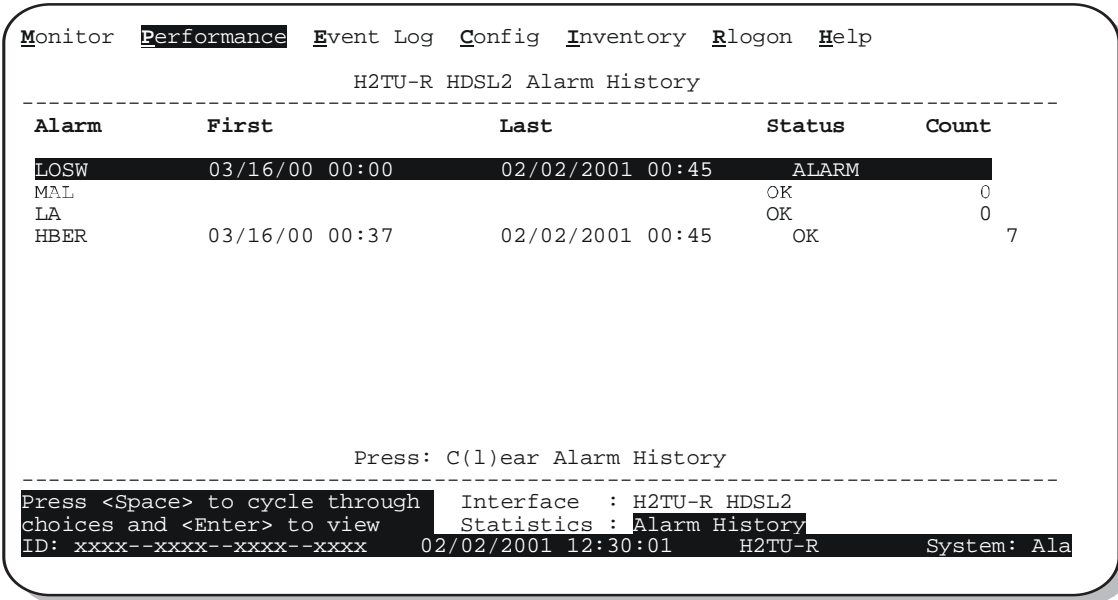 Monitor Performance Event Log Config Inventory Rlogon Help
H2TU-R HDSL2 Alarm History
--------------------------------------------------------------------------------
Alarm First Last Status Count
LOSW 03/16/00 00:00 02/02/2001 00:45 ALARM
MAL OK 0
LA OK 0
HBER 03/16/00 00:37 02/02/2001 00:45 OK 7
Press: C(l)ear Alarm History
--------------------------------------------------------------------------------
Press <Space> to cycle through Interface : H2TU-R HDSL2
choices and <Enter> to view Statistics : Alarm History
ID: xxxx--xxxx--xxxx--xxxx 02/02/2001 12:30:01 H2TU-R System: Ala